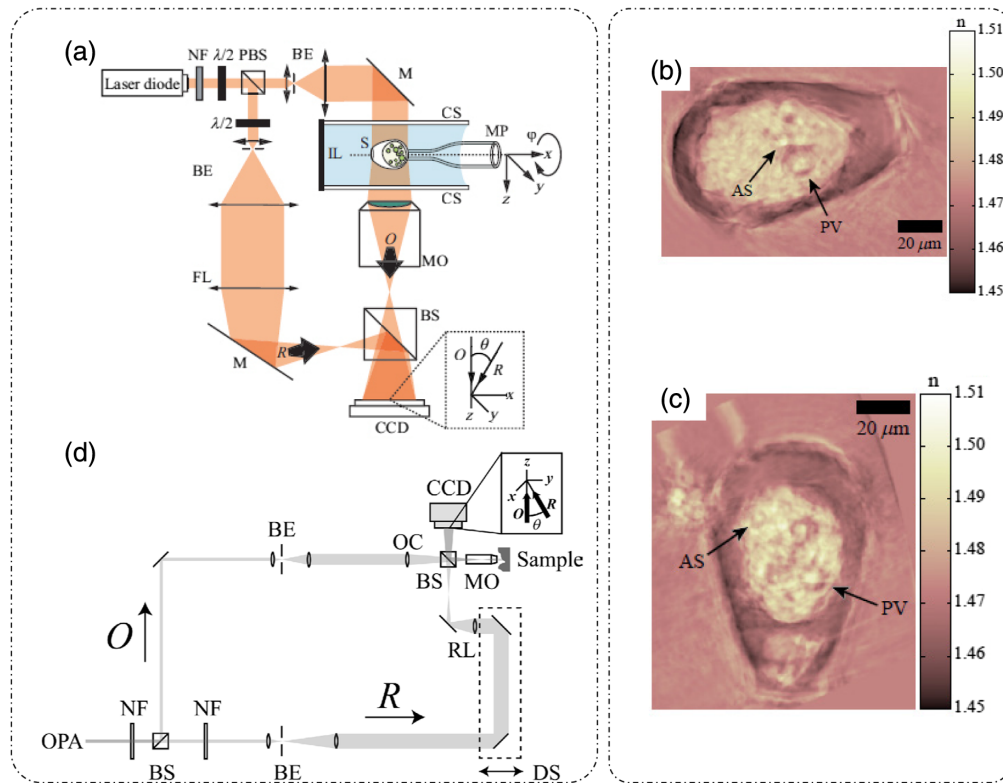 (a)
NF λ/2 PBS BE
M
Laser diode
λ/2
CS
MP
S
IL
φ
x
y
z
CS
BE
O
MO
FL
BS
M
R
θ
O
R
x
z
y
CCD
(b)
AS
PV
20 μm
n
1.51
1.50
1.49
1.48
1.47
1.46
1.45
(c)
20 μm
AS
PV
n
1.51
1.50
1.49
1.48
1.47
1.46
1.45
(d)
CCD
z
y
x
O
R
θ
BE
OC
BS
MO
Sample
O
RL
R
NF
NF
OPA
BS
BE
DS